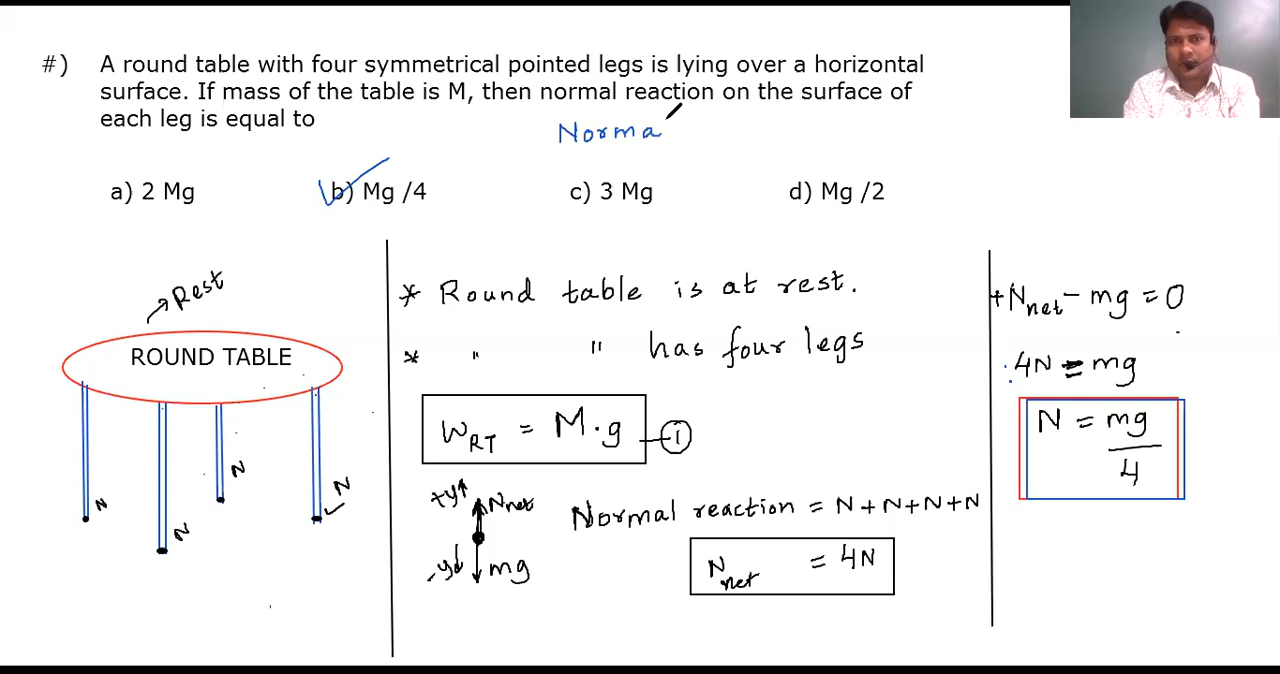 #) A round table with four symmetrical pointed legs is lying over a horizontal
surface. If mass of the table is M, then normal reaction on the surface of
each leg is equal to
Norma
a) 2 Mg b) Mg /4 c) 3 Mg d) Mg /2
Rest
ROUND TABLE
N
N
N
N
* Round table is at rest.
* " " has four legs
W_RT = M·g ①
+y N_net
-y mg
Normal reaction = N+N+N+N
N_net = 4N
+N_net - mg = 0
4N = mg
N = mg/4